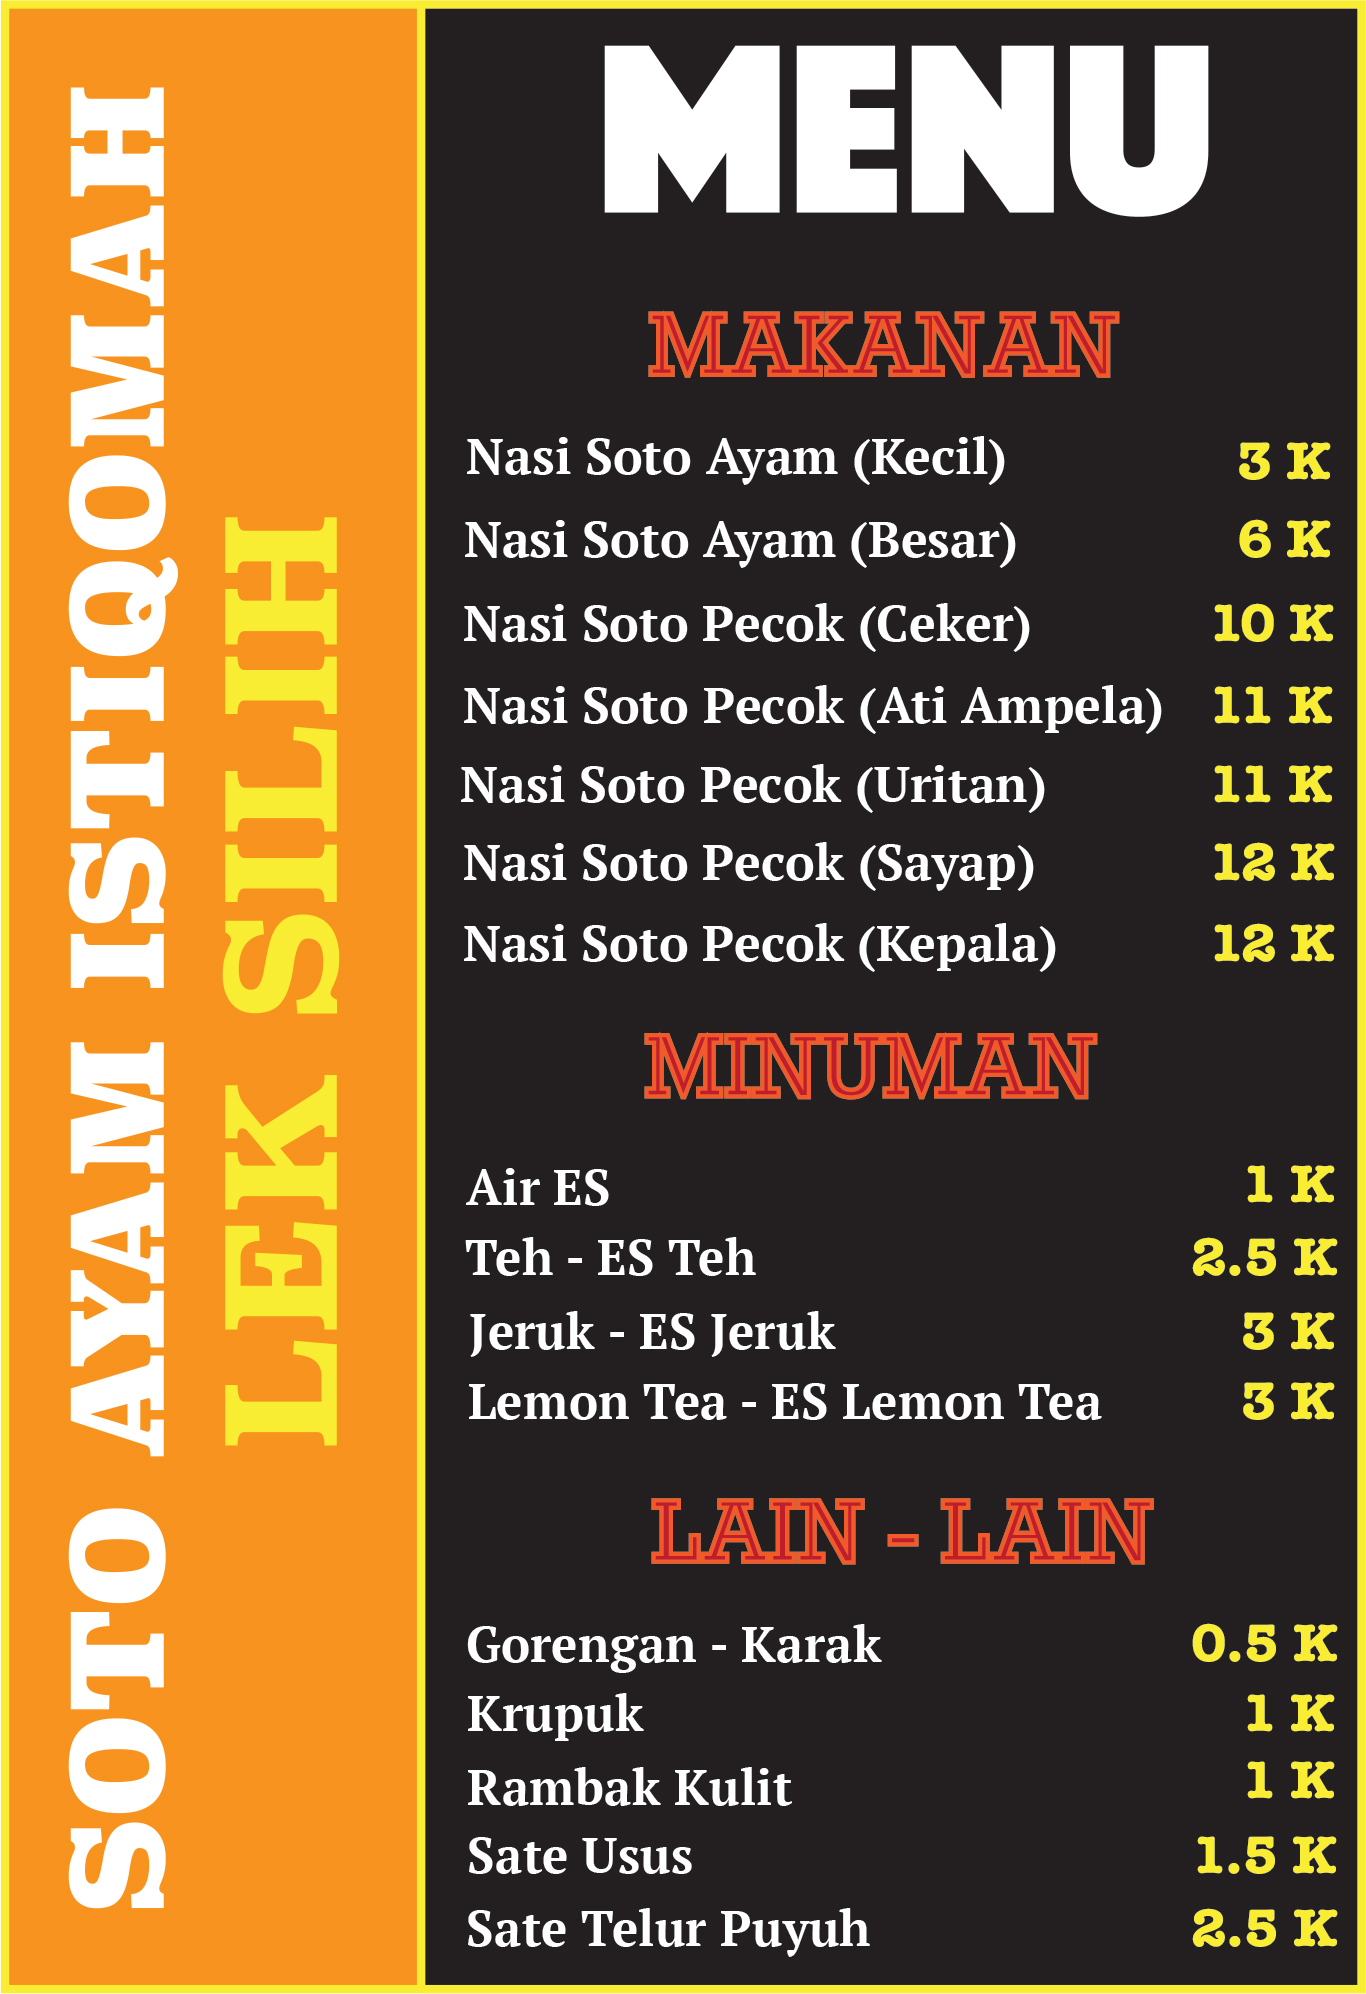 SOTO AYAM ISTIQOMAH
LEK SILIH
MENU
MAKANAN
Nasi Soto Ayam (Kecil) 3 K
Nasi Soto Ayam (Besar) 6 K
Nasi Soto Pecok (Ceker) 10 K
Nasi Soto Pecok (Ati Ampela) 11 K
Nasi Soto Pecok (Uritan) 11 K
Nasi Soto Pecok (Sayap) 12 K
Nasi Soto Pecok (Kepala) 12 K
MINUMAN
Air ES 1 K
Teh - ES Teh 2.5 K
Jeruk - ES Jeruk 3 K
Lemon Tea - ES Lemon Tea 3 K
LAIN - LAIN
Gorengan - Karak 0.5 K
Krupuk 1 K
Rambak Kulit 1 K
Sate Usus 1.5 K
Sate Telur Puyuh 2.5 K